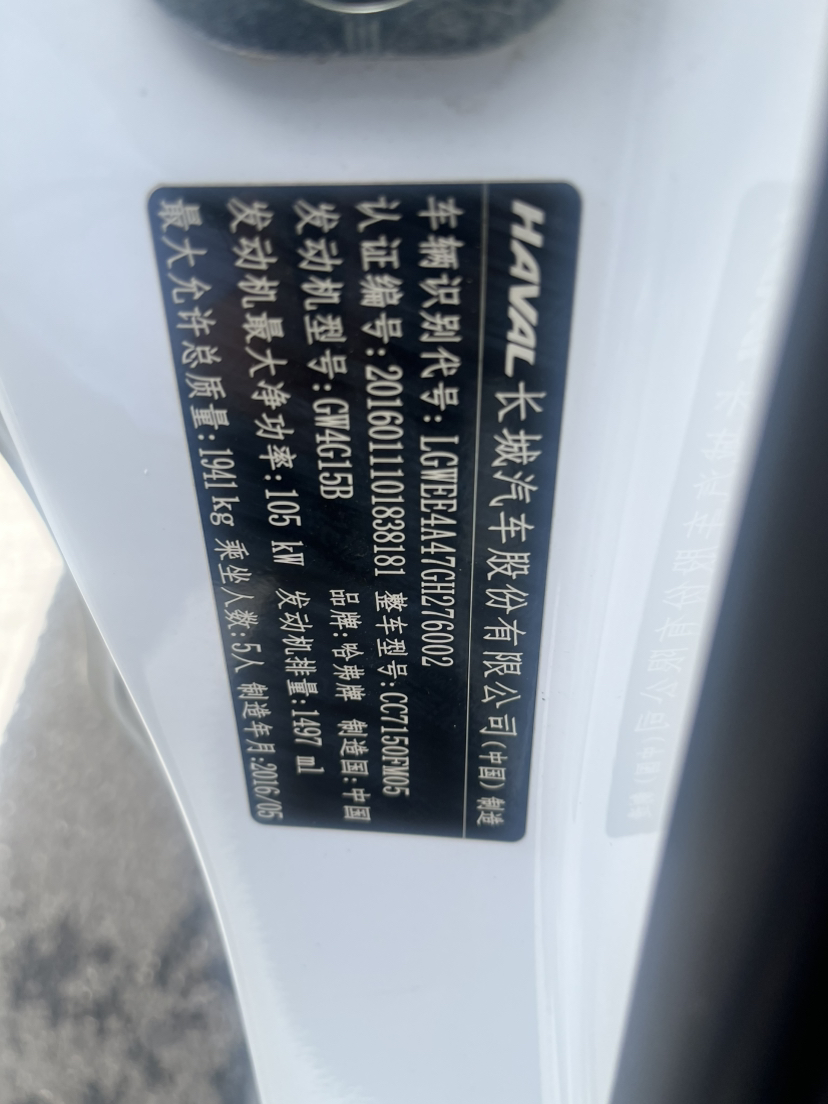 HAVAL 长城汽车股份有限公司(中国) 制造
车辆识别代号:LGWEE4A47GH276002
认证编号:2016011101838181 整车型号:CC7150FM05
发动机型号:GW4G15B 品牌:哈弗牌 制造国:中国
发动机最大净功率:105 kW 发动机排量:1497 ml
最大允许总质量:1941kg 乘坐人数:5人 制造年月:2016/05